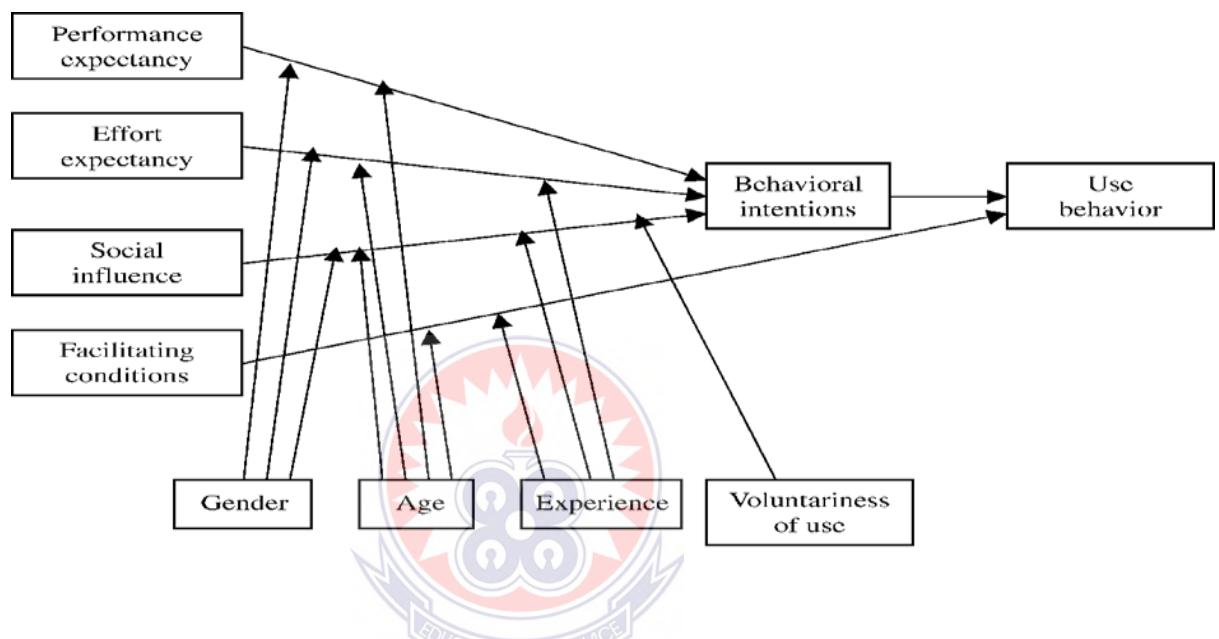 Performance
expectancy
Effort
expectancy
Social
influence
Facilitating
conditions
Behavioral
intentions
Use
behavior
Gender
Age
Experience
Voluntariness
of use